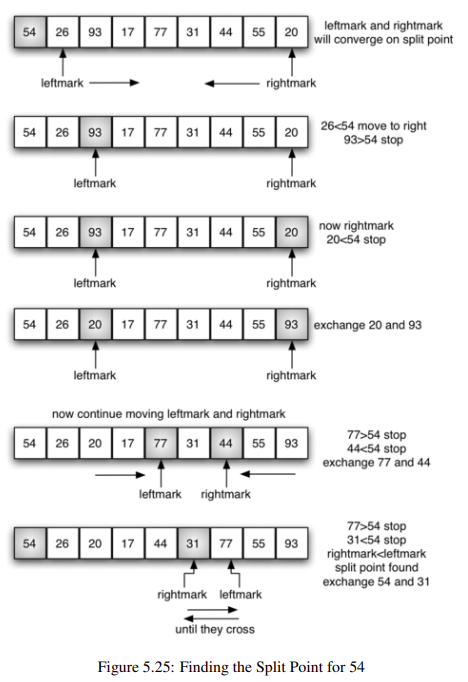 54 26 93 17 77 31 44 55 20
leftmark and rightmark
will converge on split point
leftmark
rightmark
54 26 93 17 77 31 44 55 20
26<54 move to right
93>54 stop
leftmark
rightmark
54 26 93 17 77 31 44 55 20
now rightmark
20<54 stop
leftmark
rightmark
54 26 20 17 77 31 44 55 93
exchange 20 and 93
leftmark
rightmark
now continue moving leftmark and rightmark
54 26 20 17 77 31 44 55 93
77>54 stop
44<54 stop
exchange 77 and 44
leftmark
rightmark
54 26 20 17 44 31 77 55 93
77>54 stop
31<54 stop
rightmark<leftmark
split point found
exchange 54 and 31
rightmark
leftmark
until they cross
Figure 5.25: Finding the Split Point for 54